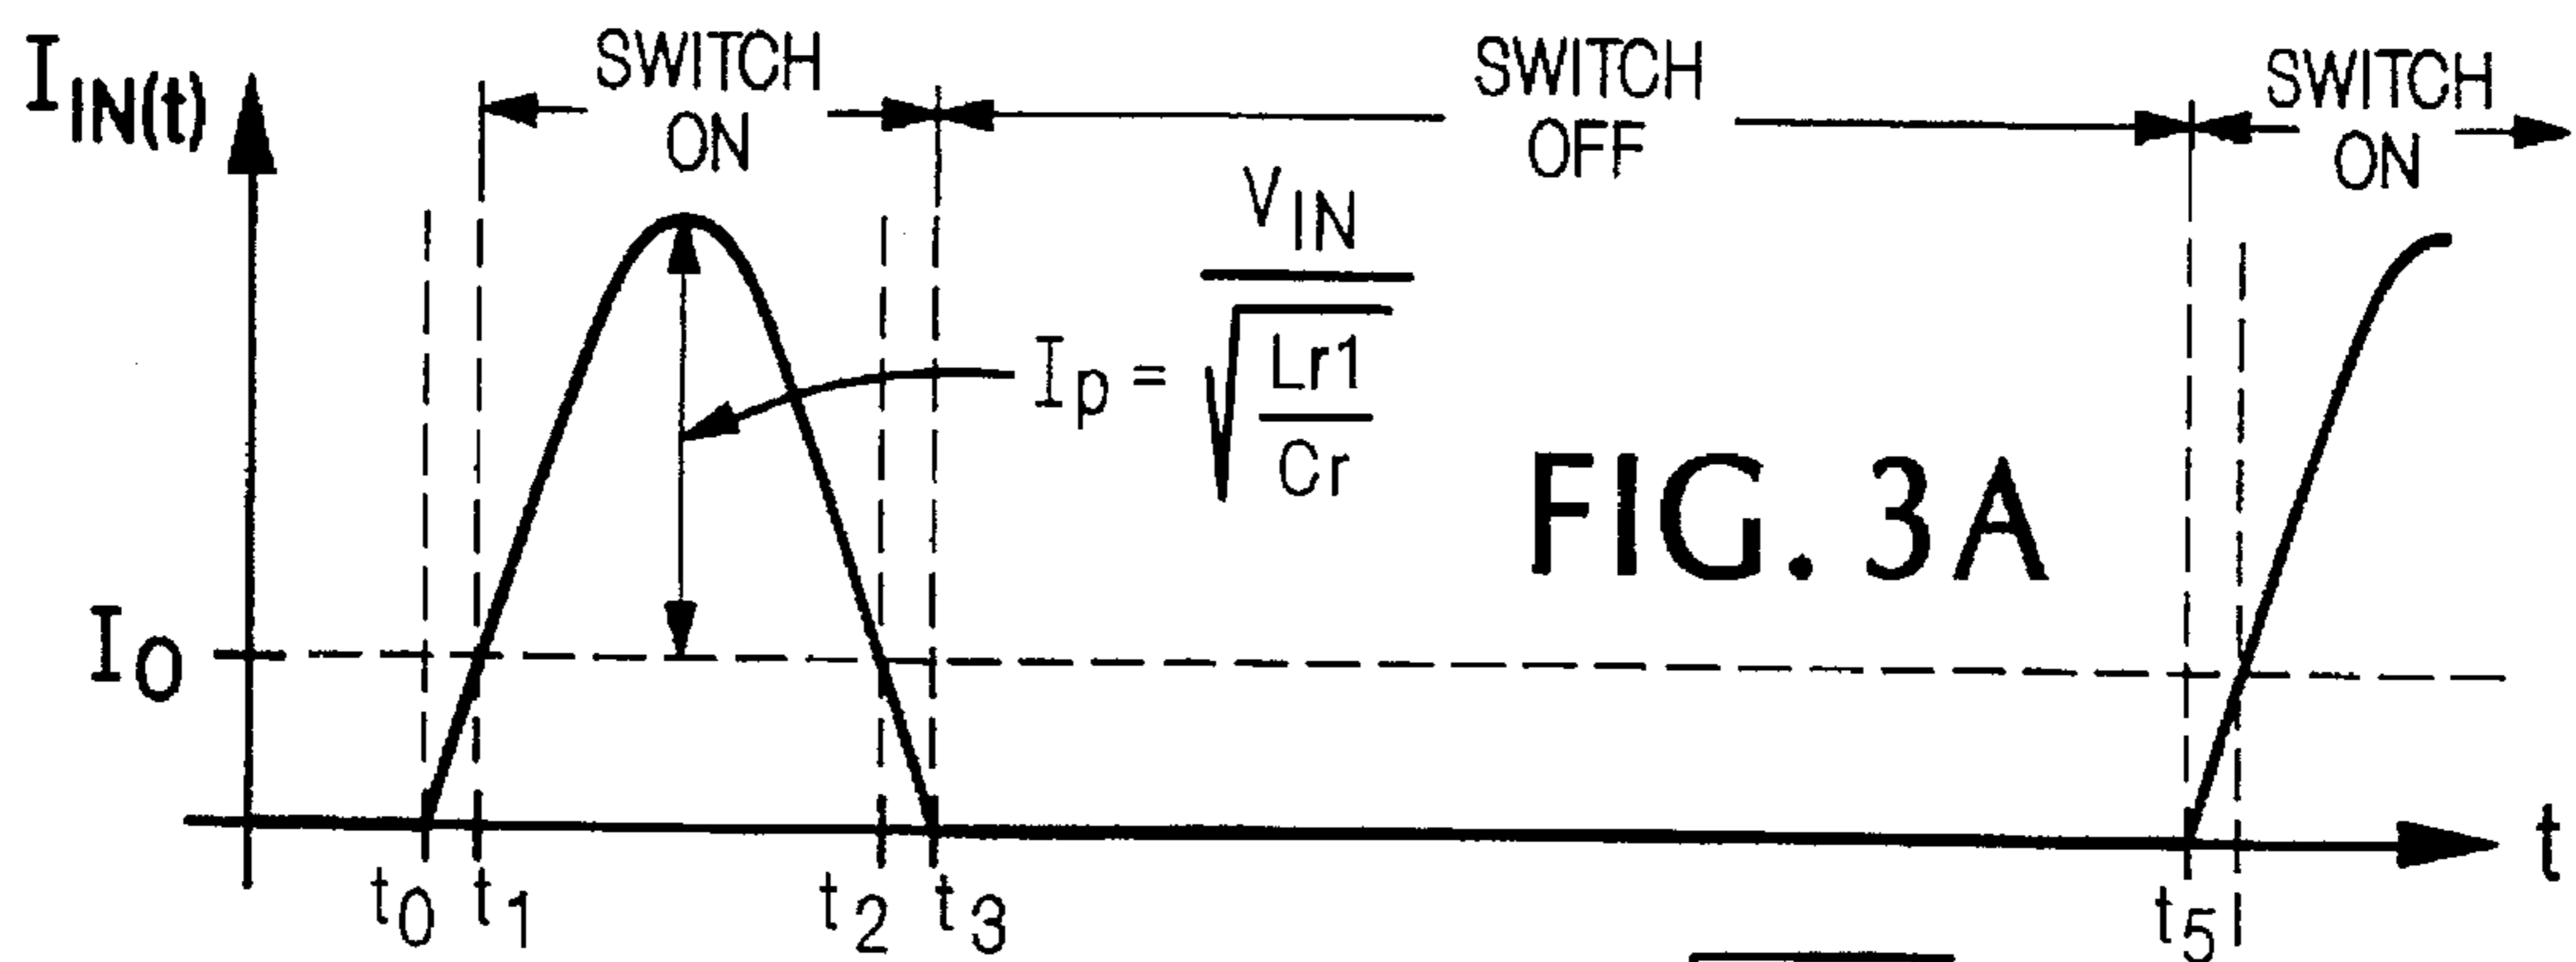 I_IN(t)
SWITCH
ON
SWITCH
OFF
SWITCH
ON
I_p = V_IN / √(Lr1 / Cr)
FIG. 3A
I_O
t_0
t_1
t_2
t_3
t_5
t